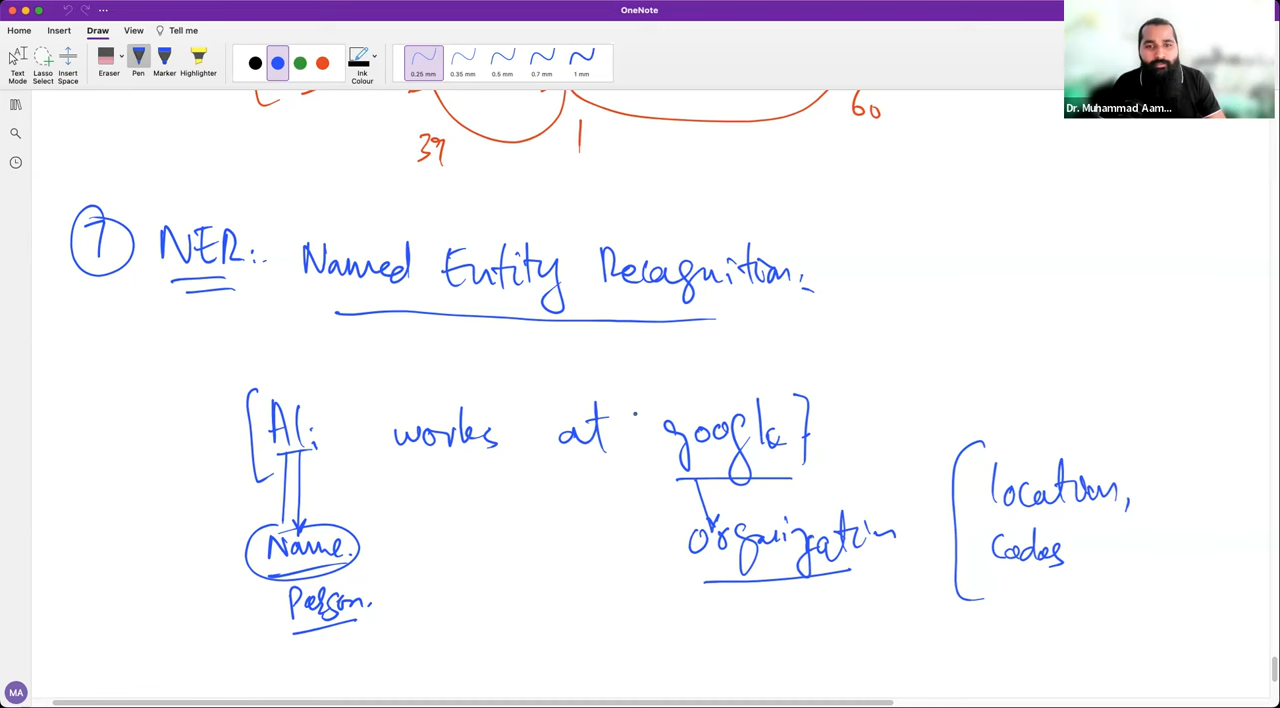 OneNote
Home Insert Draw View Tell me
Text Mode
Lasso Select
Insert Space
Eraser
Pen
Marker
Highlighter
Ink Colour
0.25 mm
0.35 mm
0.5 mm
0.7 mm
1 mm
Dr. Muhammad Aam...
39 1 60
7 NER:. Named Entity Recognition:
[Ali works at google}
location,
Name. organization codes
Person.
MA